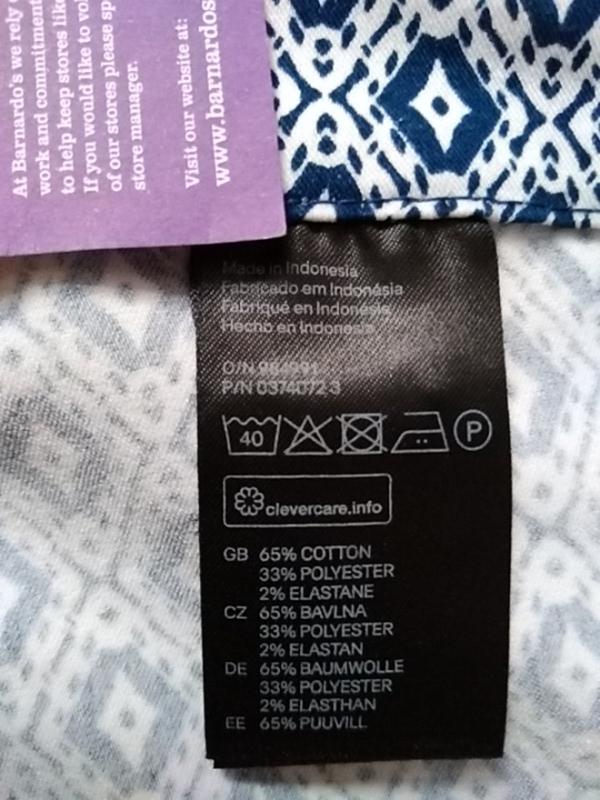 At Barnardo's we rely
work and commitment
to help keep stores like
If you would like to
of our stores please
store manager.
Visit our website at:
www.barnardos
Made in Indonesia
Fabricado em Indonésia
Fabriqué en Indonésie
Hecho en Indonesia
O/N 984991
P/N 0374072-3
40
P
clevercare.info
GB 65% COTTON
33% POLYESTER
2% ELASTANE
CZ 65% BAVLNA
33% POLYESTER
2% ELASTAN
DE 65% BAUMWOLLE
33% POLYESTER
2% ELASTHAN
EE 65% PUUVILL